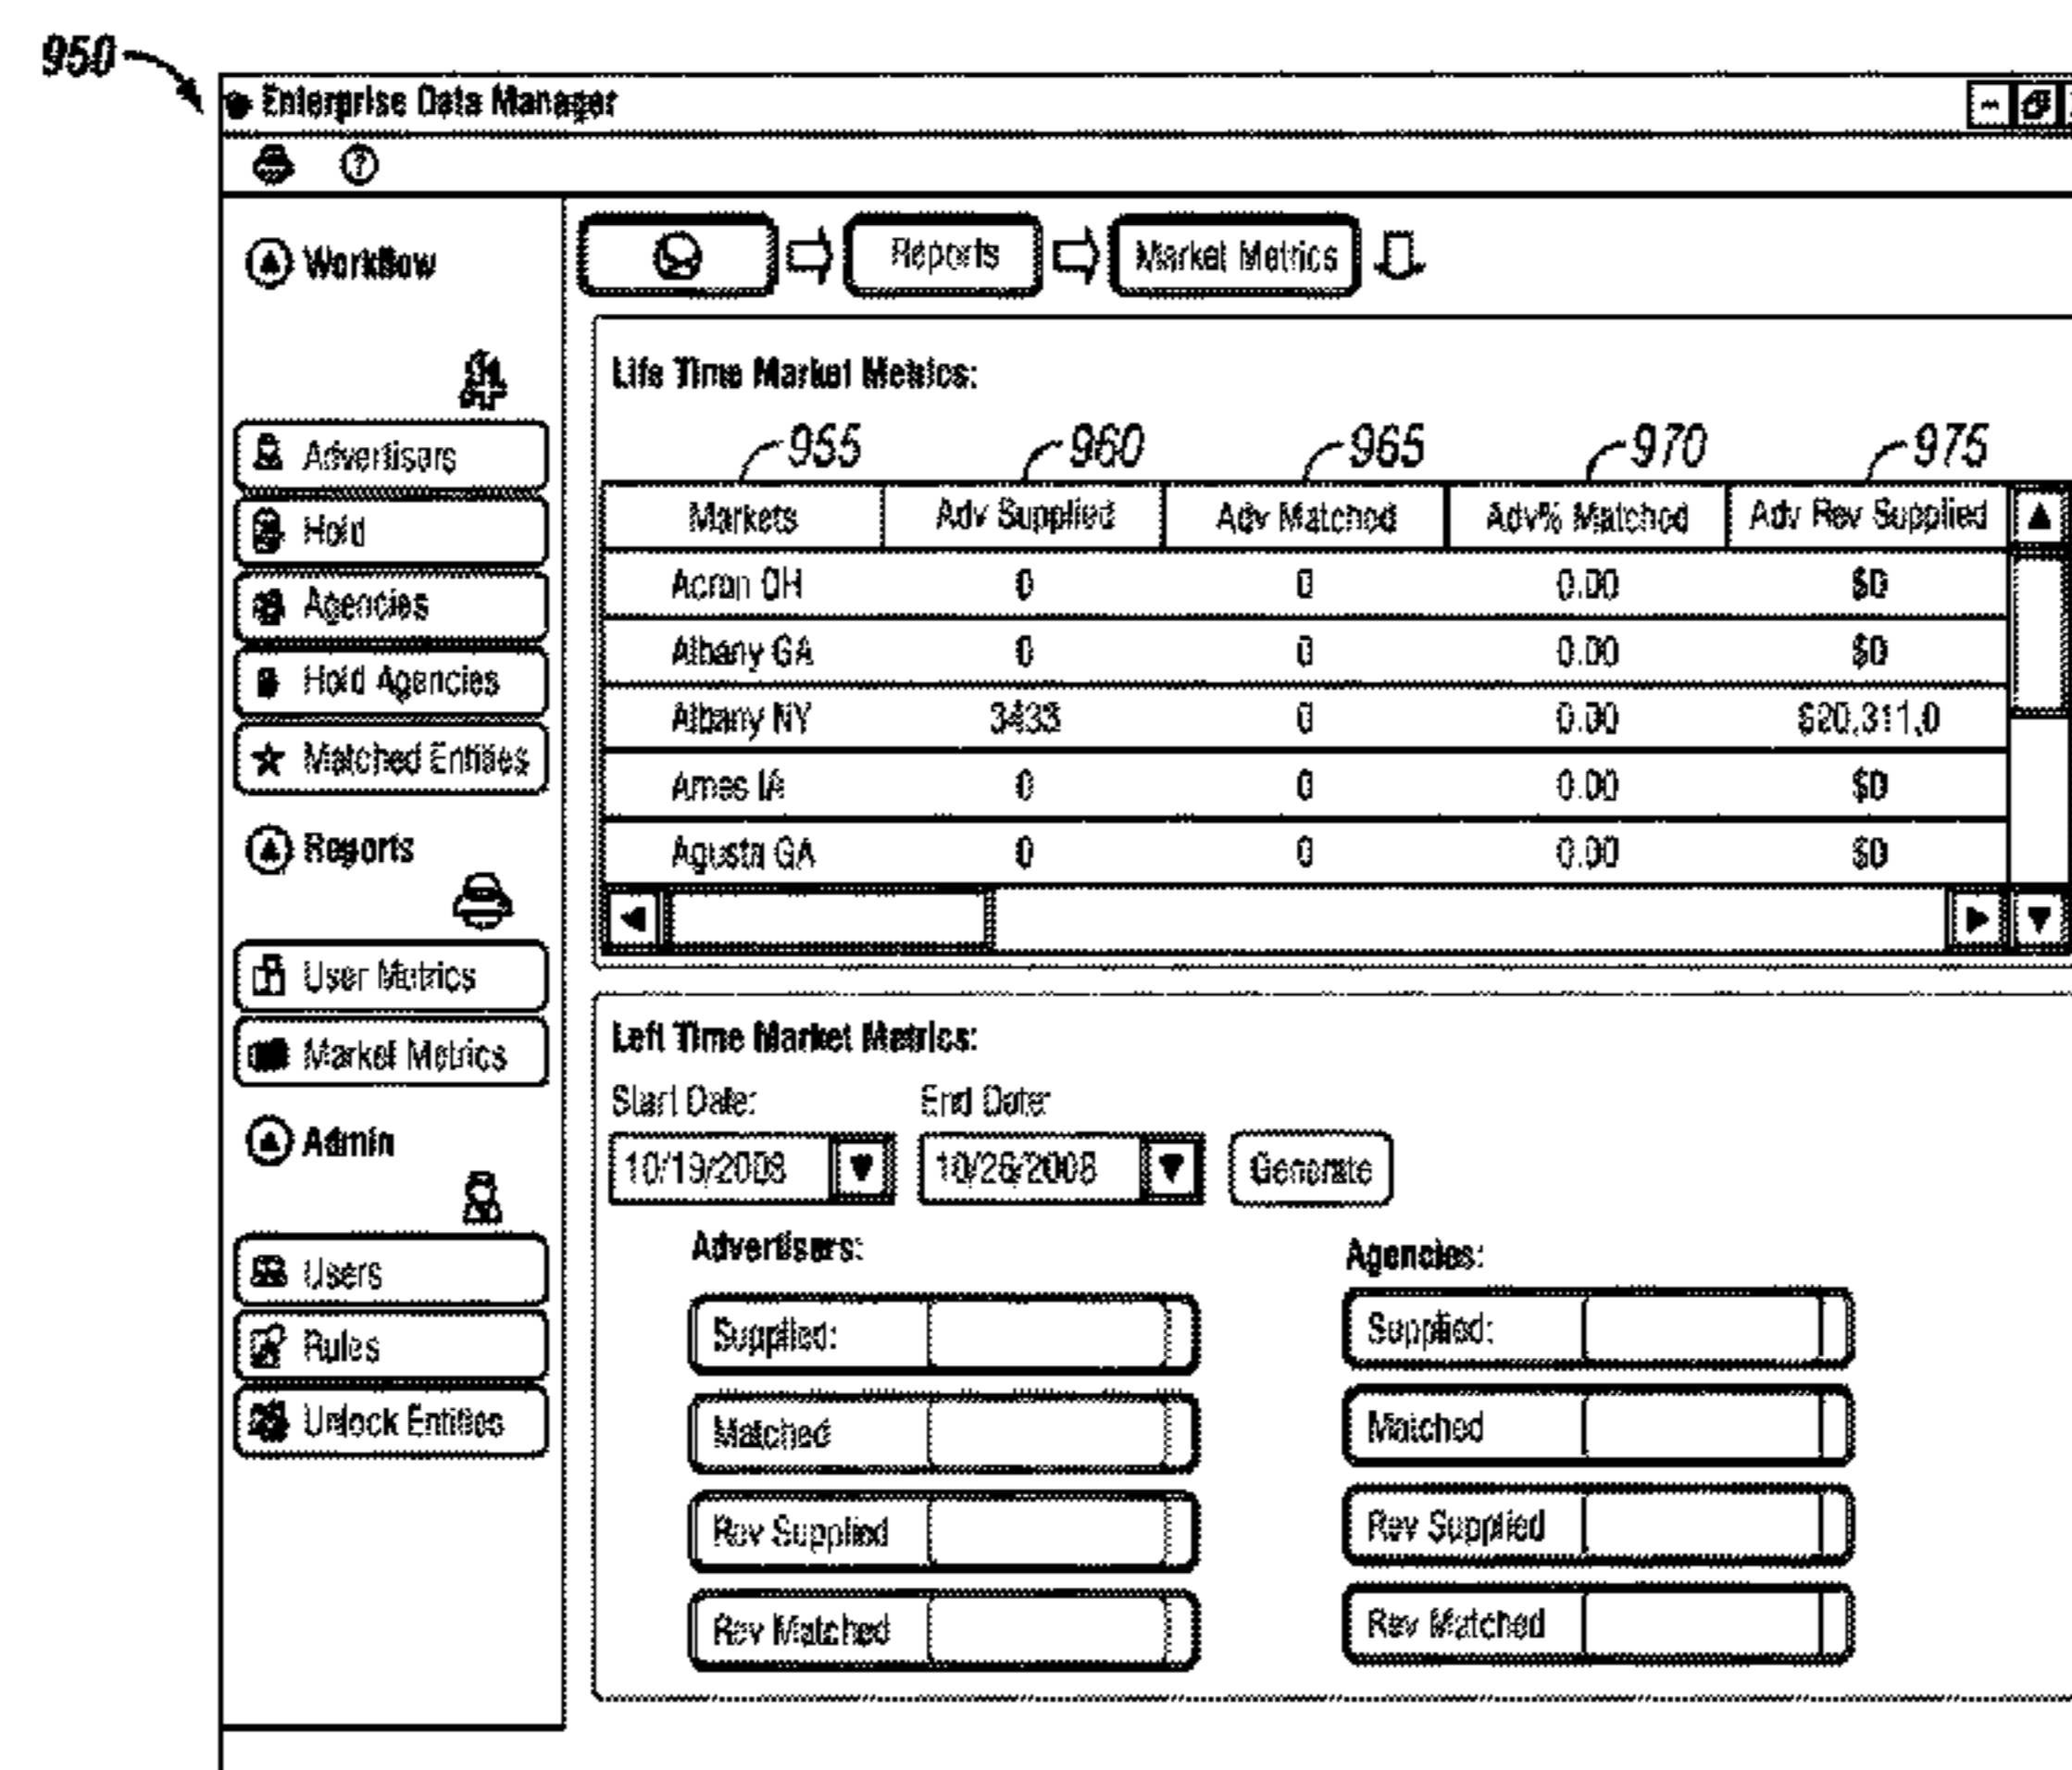 950
Enterprise Data Manager
?
Workflow
Reports
Market Metrics
Life Time Market Metrics:
955 960 965 970 975
Advertisers
Hold
Agencies
Hold Agencies
Matched Entities
Markets Adv Supplied Adv Matched Adv% Matched Adv Rev Supplied
Acron OH 0 0 0.00 $0
Albany GA 0 0 0.00 $0
Albany NY 3433 0 0.00 $20,311,0
Ames IA 0 0 0.00 $0
Agusta GA 0 0 0.00 $0
Reports
User Metrics
Market Metrics
Left Time Market Metrics:
Start Date: End Date:
10/19/2008 10/26/2008 Generate
Admin
Users
Rules
Unlock Entities
Advertisers: Agencies:
Supplied: Supplied:
Matched Matched
Rev Supplied Rev Supplied
Rev Matched Rev Matched